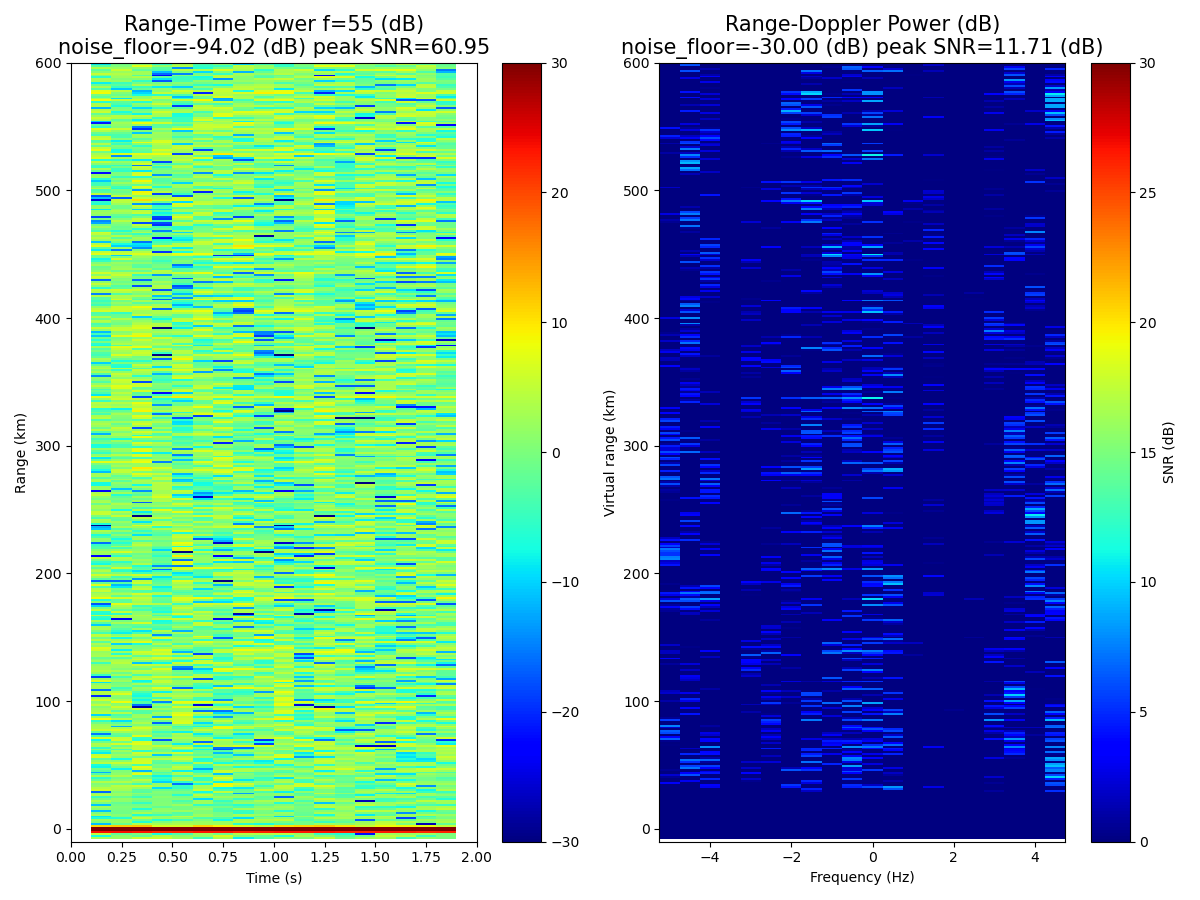 Range-Time Power f=55 (dB)
noise_floor=-94.02 (dB) peak SNR=60.95
Range-Doppler Power (dB)
noise_floor=-30.00 (dB) peak SNR=11.71 (dB)
600
500
400
300
200
100
0
Range (km)
0.00 0.25 0.50 0.75 1.00 1.25 1.50 1.75 2.00
Time (s)
30
20
10
0
−10
−20
−30
600
500
400
300
200
100
0
Virtual range (km)
−4 −2 0 2 4
Frequency (Hz)
30
25
20
15
10
5
0
SNR (dB)